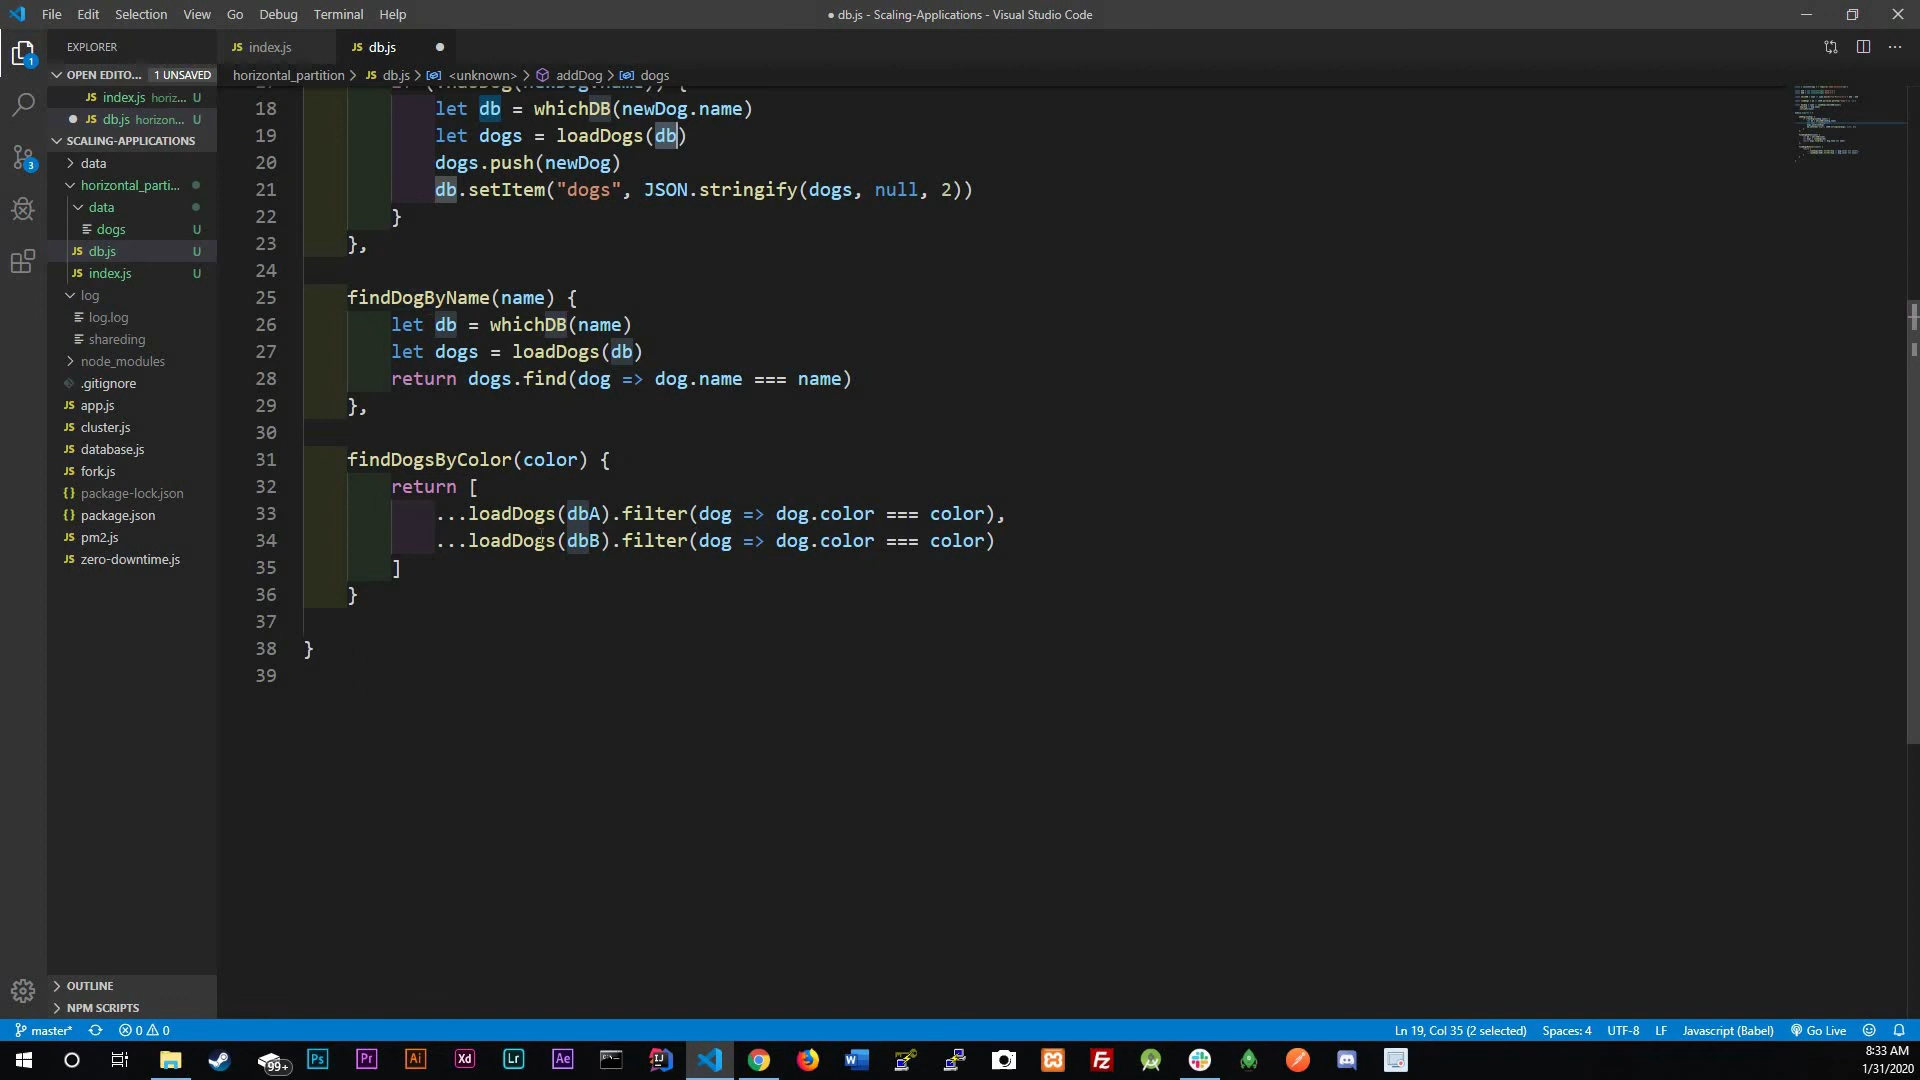 File Edit Selection View Go Debug Terminal Help
● db.js - Scaling-Applications - Visual Studio Code
EXPLORER
OPEN EDITO... 1 UNSAVED
JS index.js horiz... U
● JS db.js horizon... U
SCALING-APPLICATIONS
data
horizontal_parti...
data
dogs U
JS db.js U
JS index.js U
log
log.log
shareding
node_modules
.gitignore
JS app.js
JS cluster.js
JS database.js
JS fork.js
{} package-lock.json
{} package.json
JS pm2.js
JS zero-downtime.js
OUTLINE
NPM SCRIPTS
JS index.js
JS db.js ●
horizontal_partition > JS db.js > <unknown> > addDog > dogs
18 let db = whichDB(newDog.name)
19 let dogs = loadDogs(db)
20 dogs.push(newDog)
21 db.setItem("dogs", JSON.stringify(dogs, null, 2))
22 }
23 },
24
25 findDogByName(name) {
26 let db = whichDB(name)
27 let dogs = loadDogs(db)
28 return dogs.find(dog => dog.name === name)
29 },
30
31 findDogsByColor(color) {
32 return [
33 ...loadDogs(dbA).filter(dog => dog.color === color),
34 ...loadDogs(dbB).filter(dog => dog.color === color)
35 ]
36 }
37
38 }
39
master* 0 0
Ln 19, Col 35 (2 selected) Spaces: 4 UTF-8 LF Javascript (Babel) Go Live
99+ Ps Pr Ai Xd Lr Ae
8:33 AM
1/31/2020